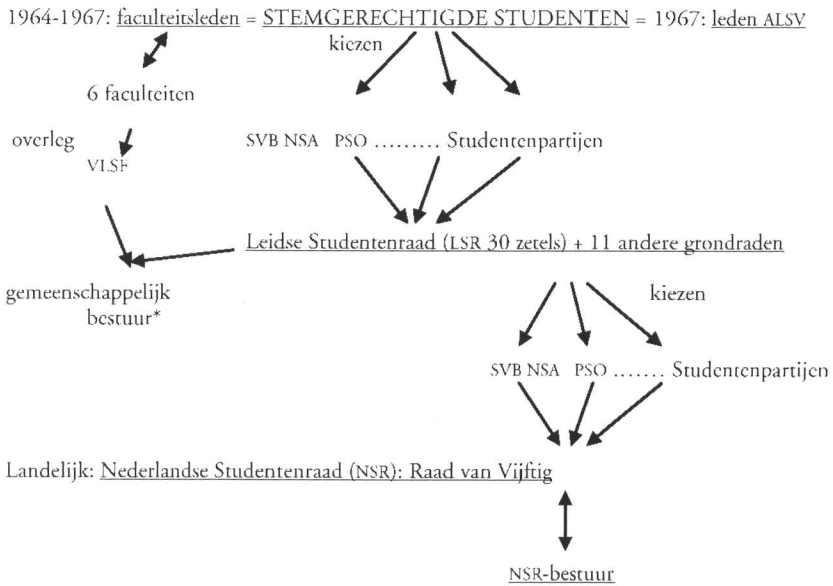 1964-1967: faculteitsleden = STEMGERECHTIGDE STUDENTEN = 1967: leden ALSV
kiezen
6 faculteiten
overleg
SVB NSA PSO ......... Studentenpartijen
VLSF
Leidse Studentenraad (LSR 30 zetels) + 11 andere grondraden
gemeenschappelijk
bestuur*
kiezen
SVB NSA PSO ....... Studentenpartijen
Landelijk: Nederlandse Studentenraad (NSR): Raad van Vijftig
NSR-bestuur